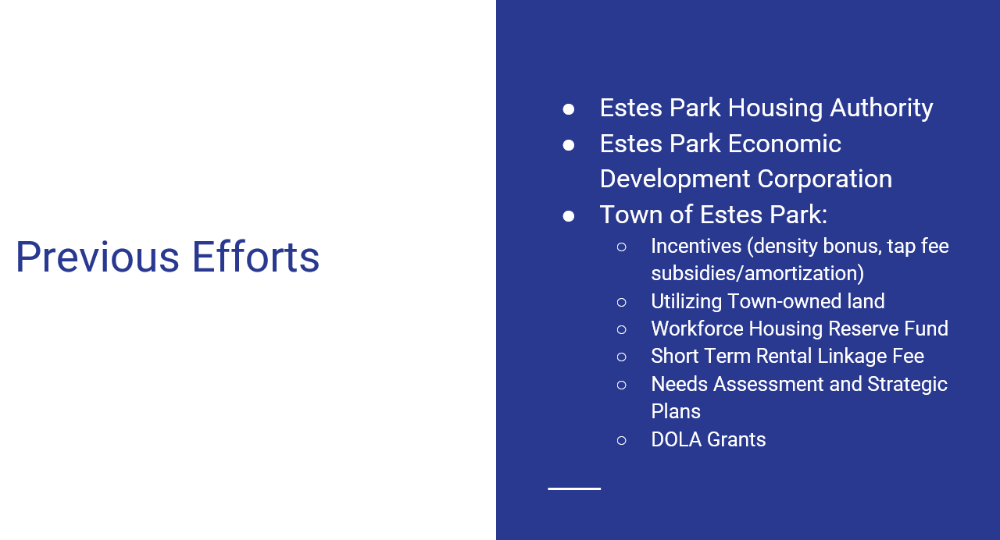 Previous Efforts
● Estes Park Housing Authority
● Estes Park Economic
Development Corporation
● Town of Estes Park:
○ Incentives (density bonus, tap fee
subsidies/amortization)
○ Utilizing Town-owned land
○ Workforce Housing Reserve Fund
○ Short Term Rental Linkage Fee
○ Needs Assessment and Strategic
Plans
○ DOLA Grants